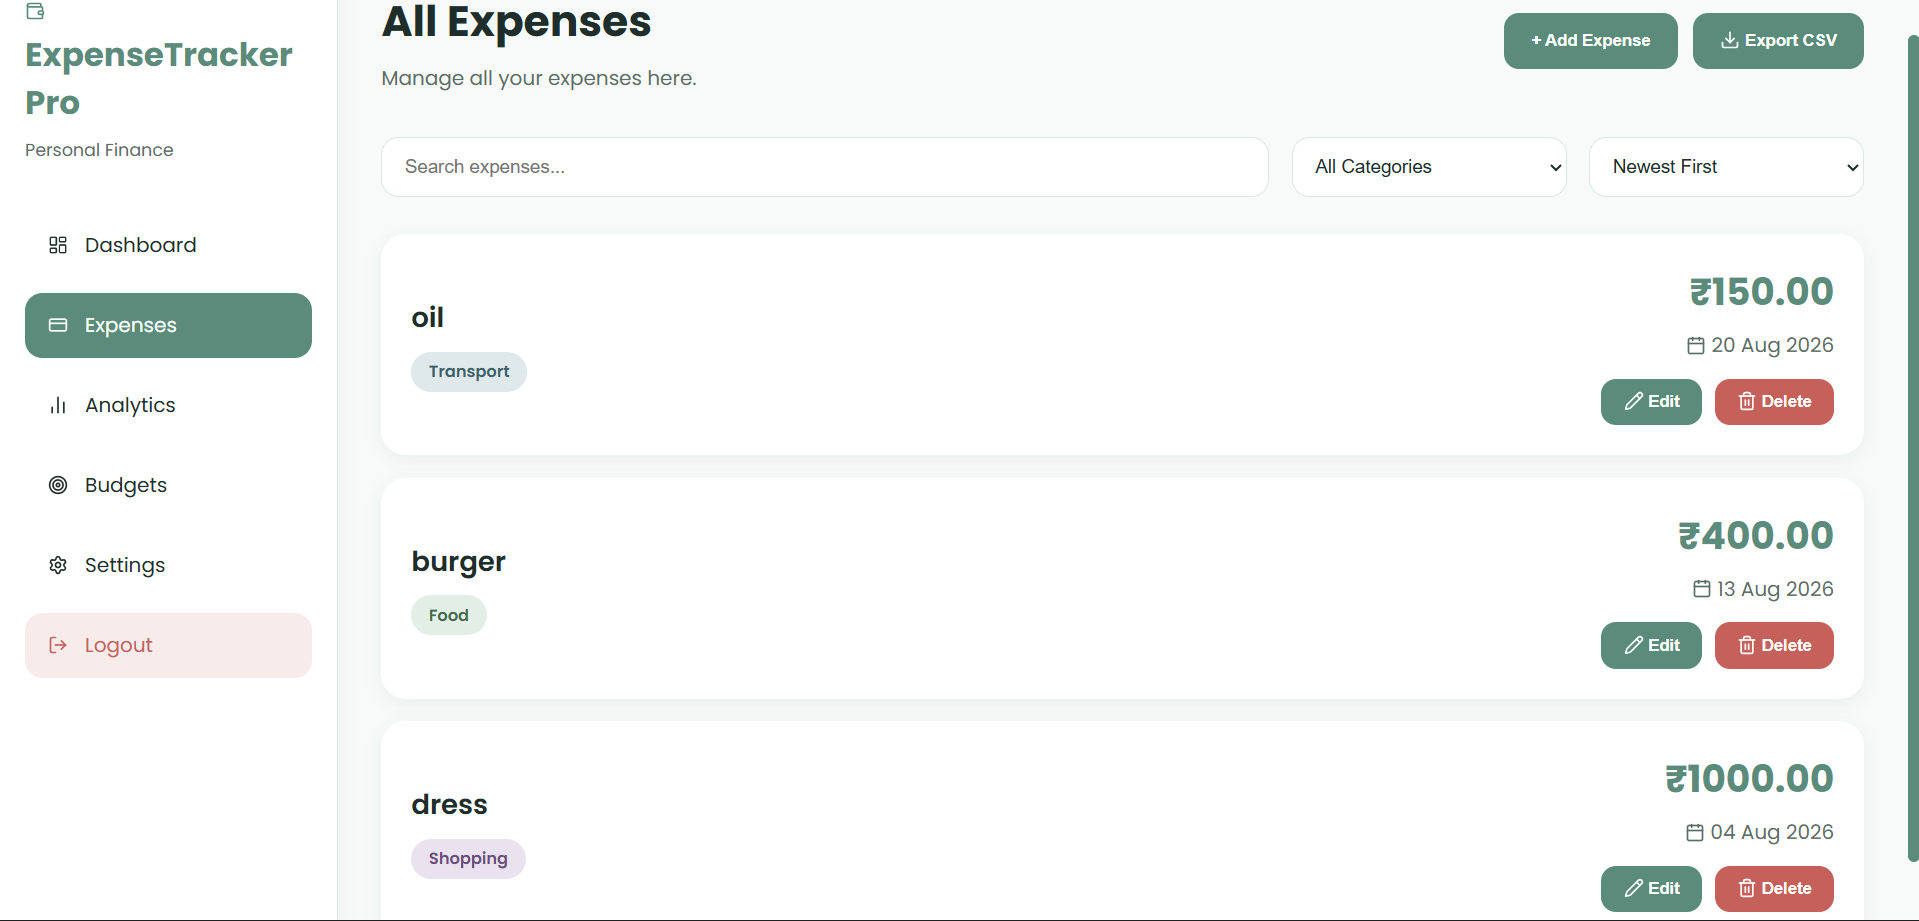 ExpenseTracker
Pro
Personal Finance
Dashboard
Expenses
Analytics
Budgets
Settings
Logout
All Expenses
Manage all your expenses here.
+ Add Expense
Export CSV
Search expenses...
All Categories
Newest First
oil
Transport
₹150.00
20 Aug 2026
Edit
Delete
burger
Food
₹400.00
13 Aug 2026
Edit
Delete
dress
Shopping
₹1000.00
04 Aug 2026
Edit
Delete